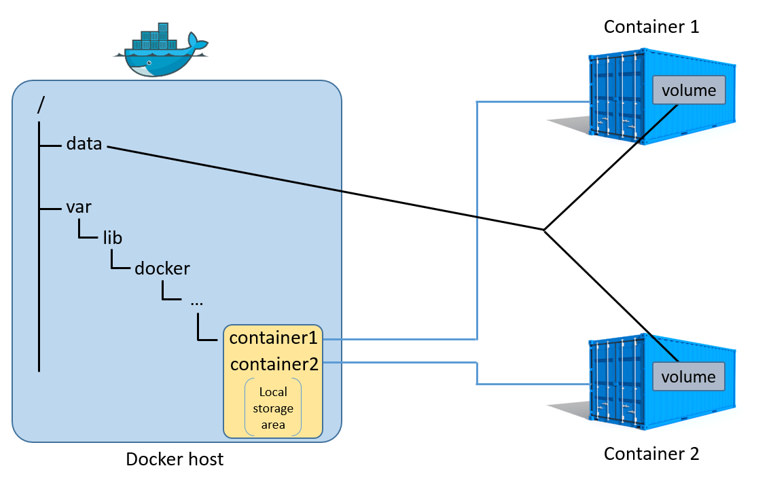 Container 1
volume
/
data
var
lib
docker
...
container1
container2
Local
storage
area
volume
Docker host
Container 2